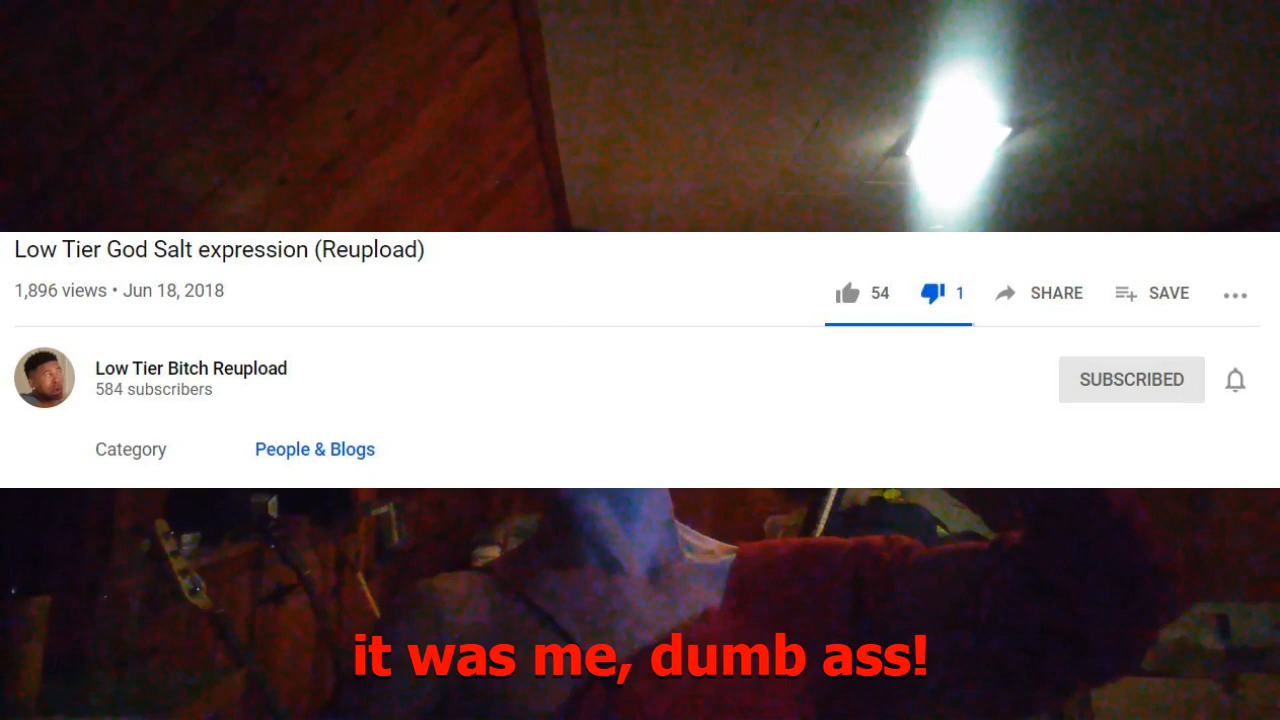 Low Tier God Salt expression (Reupload)
1,896 views • Jun 18, 2018
54 1 SHARE SAVE
Low Tier Bitch Reupload
584 subscribers
SUBSCRIBED
Category People & Blogs
it was me, dumb ass!